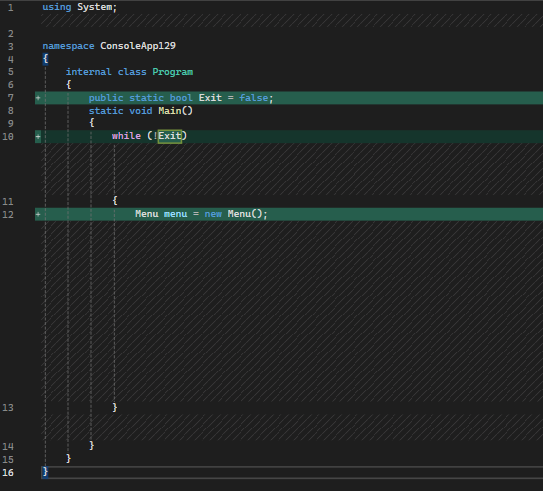 1 using System;
2
3 namespace ConsoleApp129
4 {
5 internal class Program
6 {
7 + public static bool Exit = false;
8 static void Main()
9 {
10 + while (!Exit)
11 {
12 + Menu menu = new Menu();
13 }
14 }
15 }
16 }